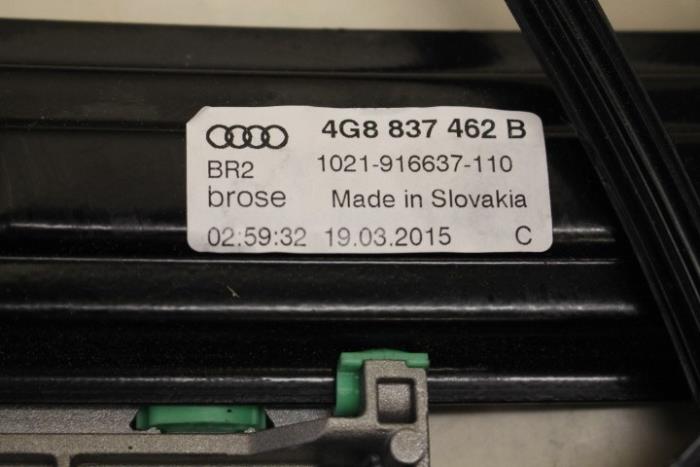 4G8 837 462 B
BR2 1021-916637-110
brose Made in Slovakia
02:59:32 19.03.2015 C